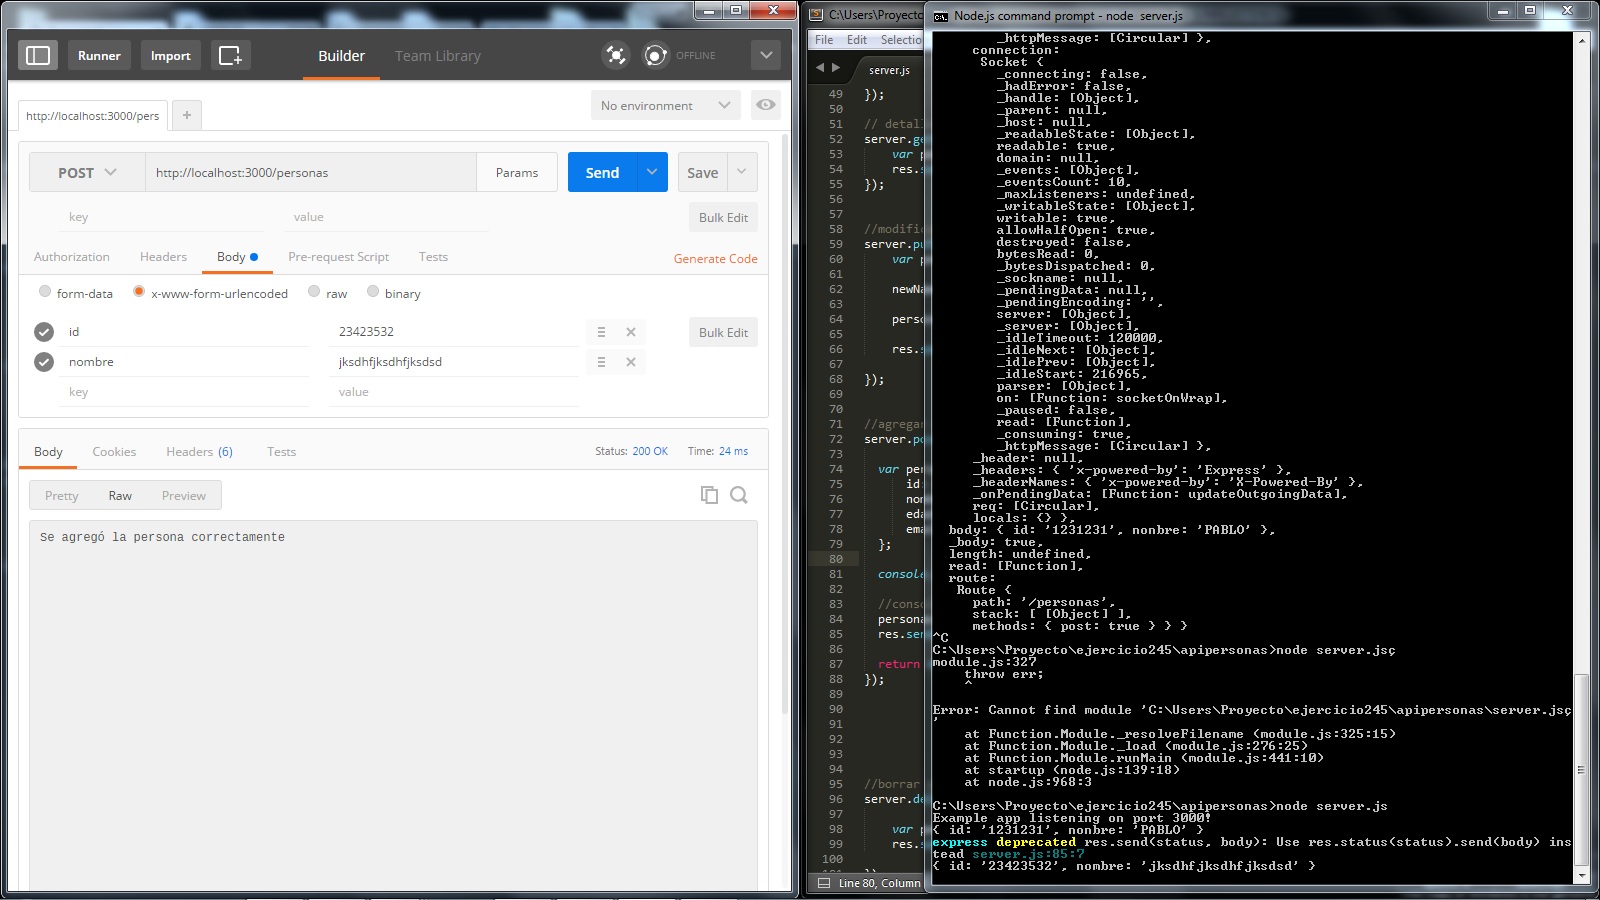 Runner
Import
Builder
Team Library
OFFLINE
http://localhost:3000/pers
+
No environment
POST
http://localhost:3000/personas
Params
Send
Save
key
value
Bulk Edit
Authorization
Headers
Body
Pre-request Script
Tests
Generate Code
form-data
x-www-form-urlencoded
raw
binary
id
23423532
Bulk Edit
nombre
jksdhfjksdhfjksdsd
key
value
Body
Cookies
Headers (6)
Tests
Status: 200 OK
Time: 24 ms
Pretty
Raw
Preview
Se agregó la persona correctamente
C:\Users\Proyecto
File Edit Selectio
server.js
49 });
50
51 // detall
52 server.ge
53 var p
54 res.s
55 });
56
57
58 //modific
59 server.pu
60 var p
61
62 newNa
63
64 perso
65
66 res.s
67
68 });
69
70
71 //agregar
72 server.po
73
74 var per
75 id:
76 nom
77 eda
78 ema
79 };
80
81 console
82
83 //conso
84 persona
85 res.sen
86
87 return
88 });
89
90
91
92
93
94
95 //borrar
96 server.de
97
98 var p
99 res.s
100
Line 80, Column
Node.js command prompt - node server.js
_httpMessage: [Circular] },
connection:
Socket {
_connecting: false,
_hadError: false,
_handle: [Object],
_parent: null,
_host: null,
_readableState: [Object],
readable: true,
domain: null,
_events: [Object],
_eventsCount: 10,
_maxListeners: undefined,
_writableState: [Object],
writable: true,
allowHalfOpen: true,
destroyed: false,
bytesRead: 0,
_bytesDispatched: 0,
_sockname: null,
_pendingData: null,
_pendingEncoding: '',
server: [Object],
_server: [Object],
_idleTimeout: 120000,
_idleNext: [Object],
_idlePrev: [Object],
_idleStart: 216965,
parser: [Object],
on: [Function: socketOnWrap],
_paused: false,
read: [Function],
_consuming: true,
_httpMessage: [Circular] },
_header: null,
_headers: { 'x-powered-by': 'Express' },
_headerNames: { 'x-powered-by': 'X-Powered-By' },
_onPendingData: [Function: updateOutgoingData],
req: [Circular],
locals: {} },
body: { id: '1231231', nonbre: 'PABLO' },
_body: true,
length: undefined,
read: [Function],
route:
Route {
path: '/personas',
stack: [ [Object] ],
methods: { post: true } } }
^C
C:\Users\Proyecto\ejercicio245\apipersonas>node server.jsç
module.js:327
throw err;
^
Error: Cannot find module 'C:\Users\Proyecto\ejercicio245\apipersonas\server.jsç
'
at Function.Module._resolveFilename (module.js:325:15)
at Function.Module._load (module.js:276:25)
at Function.Module.runMain (module.js:441:10)
at startup (node.js:139:18)
at node.js:968:3
C:\Users\Proyecto\ejercicio245\apipersonas>node server.js
Example app listening on port 3000!
{ id: '1231231', nonbre: 'PABLO' }
express deprecated res.send(status, body): Use res.status(status).send(body) ins
tead server.js:85:7
{ id: '23423532', nombre: 'jksdhfjksdhfjksdsd' }